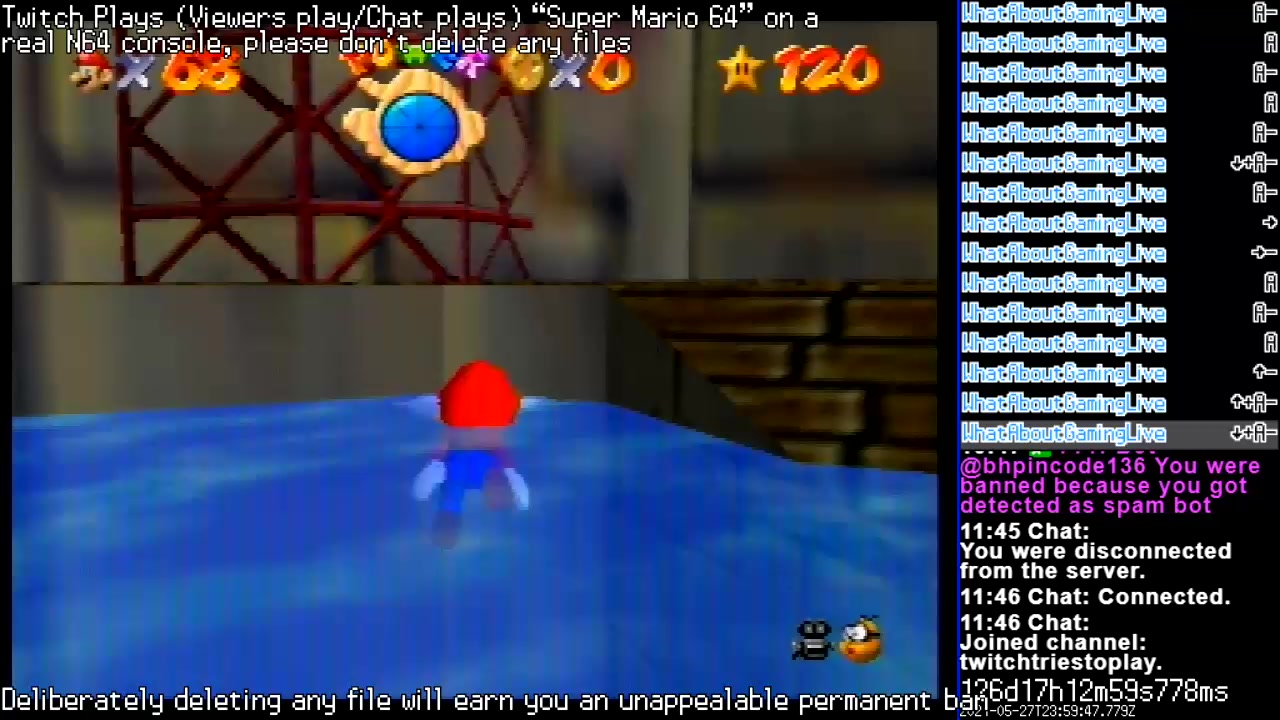 Twitch Plays (Viewers play/Chat plays) “Super Mario 64” on a
real N64 console, please don't delete any files
x 68
POWER
x 0
120
WhatAboutGamingLive A-
WhatAboutGamingLive A
WhatAboutGamingLive A-
WhatAboutGamingLive A
WhatAboutGamingLive A-
WhatAboutGamingLive ↓+A-
WhatAboutGamingLive A-
WhatAboutGamingLive →
WhatAboutGamingLive →-
WhatAboutGamingLive A
WhatAboutGamingLive A-
WhatAboutGamingLive A
WhatAboutGamingLive ↑-
WhatAboutGamingLive ↑+A-
WhatAboutGamingLive ↓+A-
@bhpincode136 You were
banned because you got
detected as spam bot
11:45 Chat:
You were disconnected
from the server.
11:46 Chat: Connected.
11:46 Chat:
Joined channel:
twitchtriestoplay.
126d17h12m59s778ms
2021-05-27T23:59:47.779Z
Deliberately deleting any file will earn you an unappealable permanent ban